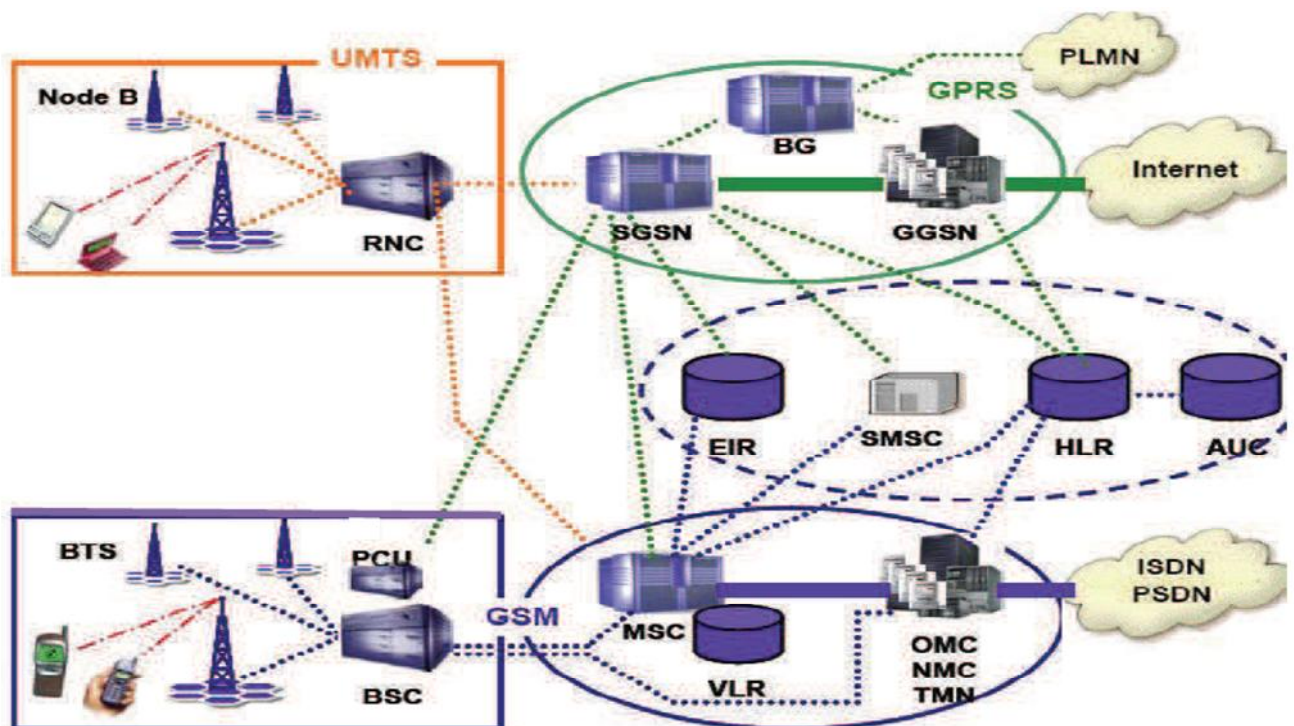 UMTS
PLMN
Node B
GPRS
BG
Internet
RNC
SGSN
GGSN
EIR
SMSC
HLR
AUC
BTS
PCU
GSM
ISDN
PSDN
MSC
OMC
NMC
TMN
BSC
VLR